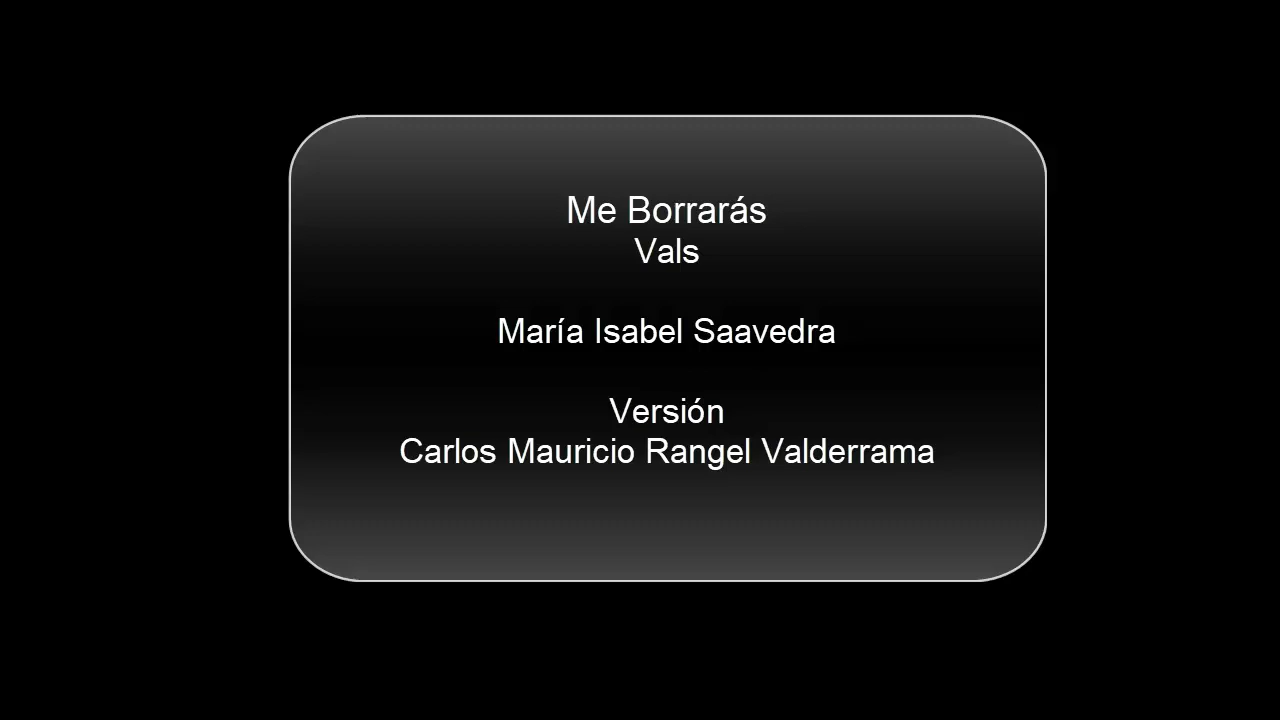 Me Borrarás
Vals
María Isabel Saavedra
Versión
Carlos Mauricio Rangel Valderrama